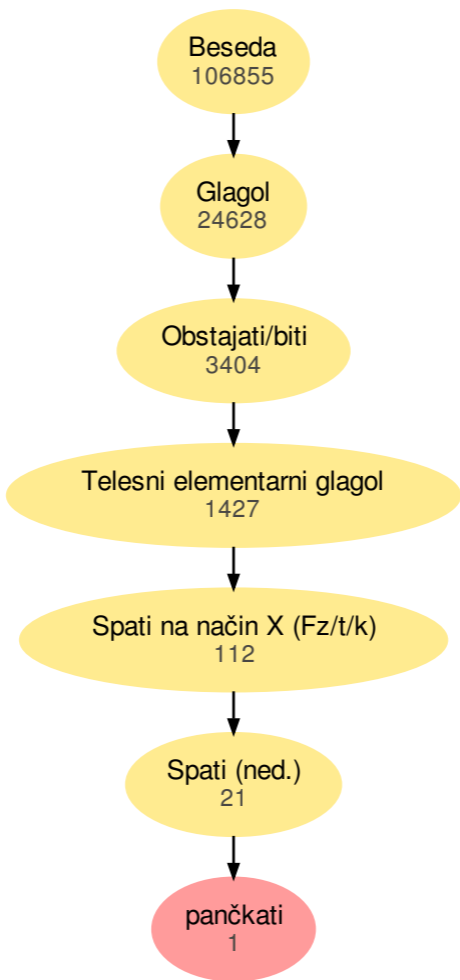 Beseda
106855
Glagol
24628
Obstajati/biti
3404
Telesni elementarni glagol
1427
Spati na način X (Fz/t/k)
112
Spati (ned.)
21
pančkati
1